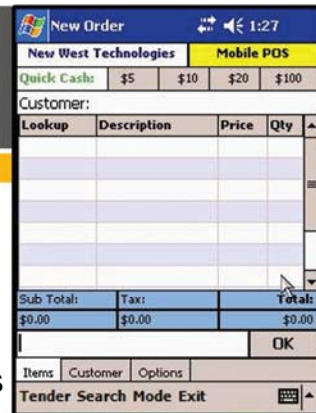 New Order 1:27
New West Technologies Mobile POS
Quick Cash: $5 $10 $20 $100
Customer:
Lookup Description Price Qty
Sub Total: Tax: Total:
$0.00 $0.00 $0.00
OK
Items Customer Options
Tender Search Mode Exit
s